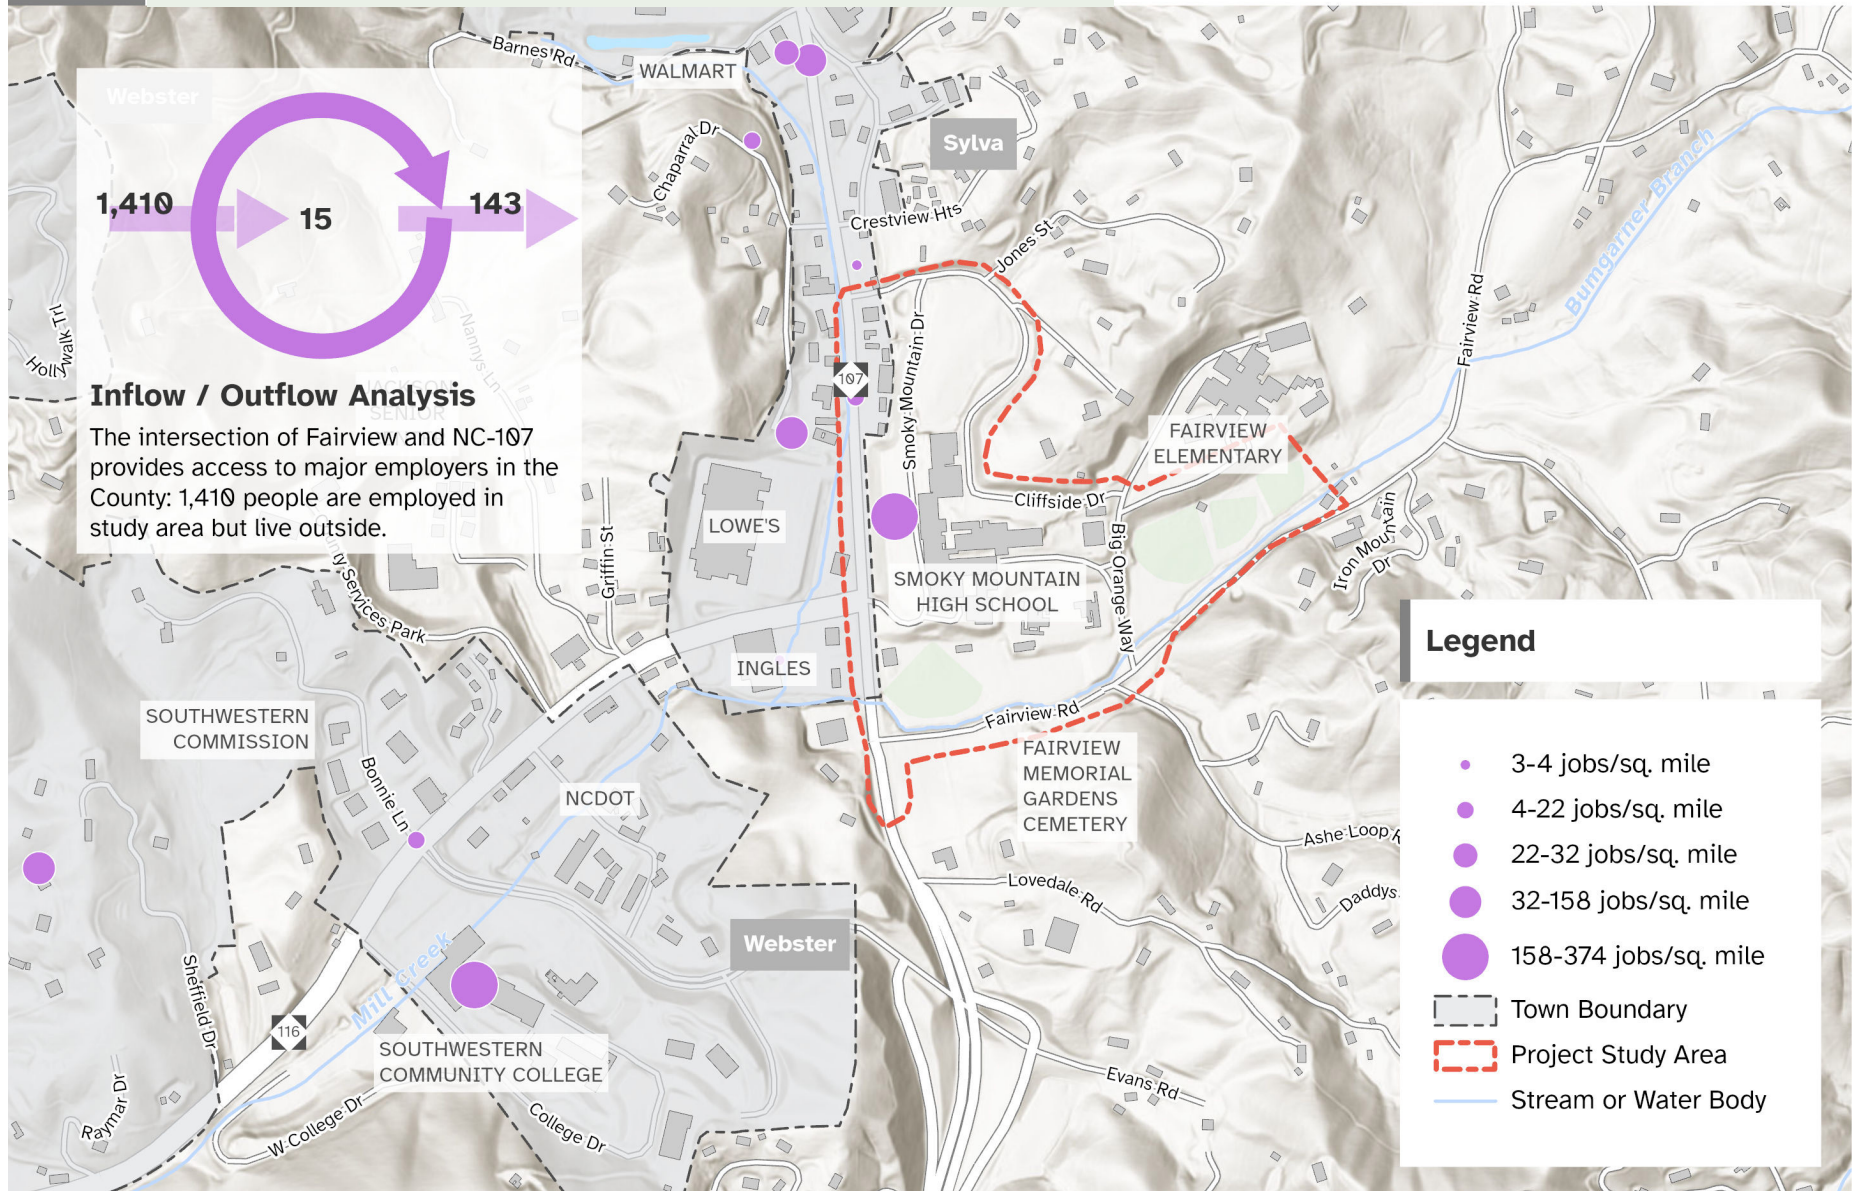 Barnes Rd
WALMART
Webster
Chaparral Dr
Sylva
Bumgarner Branch
1,410
15
143
Crestview Hts
Jones St
Fairview Rd
Nannys Ln
Smoky Mountain Dr
107
Inflow / Outflow Analysis
The intersection of Fairview and NC-107
provides access to major employers in the
County: 1,410 people are employed in
study area but live outside.
JACKSON
SENIOR
FAIRVIEW
ELEMENTARY
Cliffside Dr
LOWE'S
Griffin St
Big Orange Way
Iron Mountain
Dr
SMOKY MOUNTAIN
HIGH SCHOOL
Services Park
INGLES
SOUTHWESTERN
COMMISSION
Fairview Rd
FAIRVIEW
MEMORIAL
GARDENS
CEMETERY
Bonnie Ln
NCDOT
Ashe Loop R
Lovedale Rd
Daddys
Webster
Mill Creek
Sheffield Dr
116
SOUTHWESTERN
COMMUNITY COLLEGE
Evans Rd
Raymar Dr
W College Dr
College Dr
Legend
3-4 jobs/sq. mile
4-22 jobs/sq. mile
22-32 jobs/sq. mile
32-158 jobs/sq. mile
158-374 jobs/sq. mile
Town Boundary
Project Study Area
Stream or Water Body